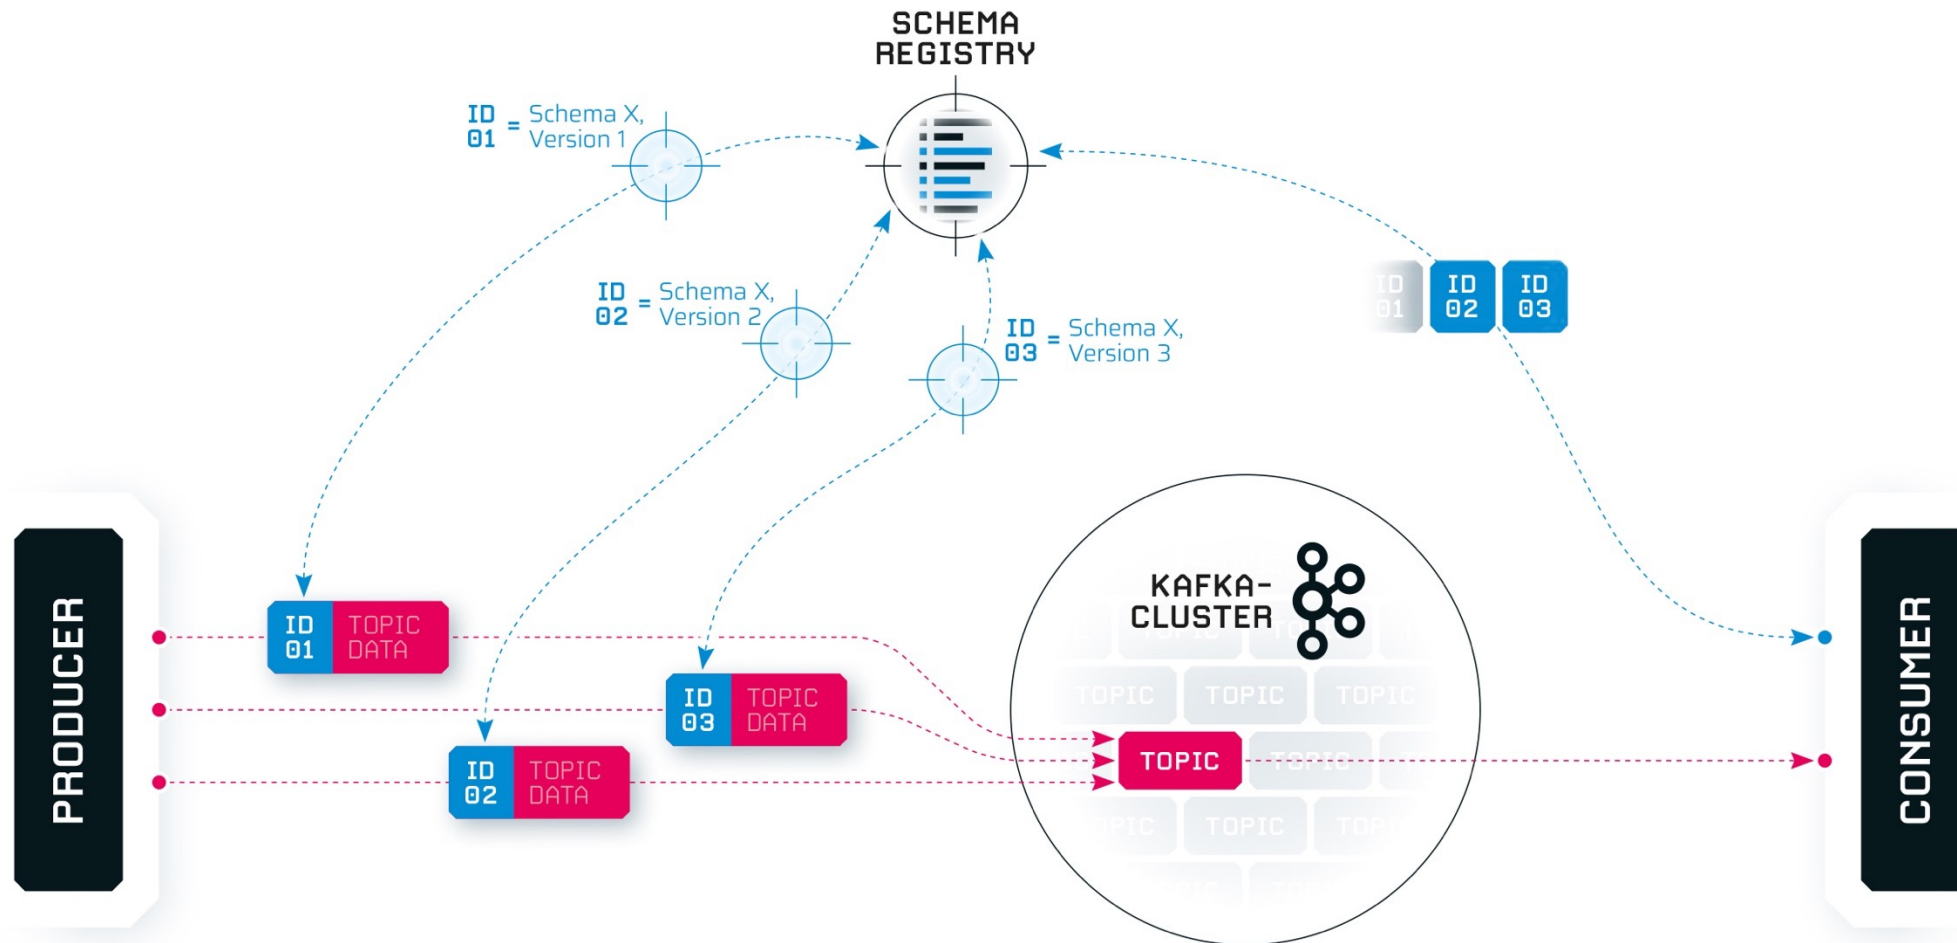 SCHEMA
REGISTRY
ID
01
=
Schema X,
Version 1
ID
02
=
Schema X,
Version 2
ID
03
=
Schema X,
Version 3
ID
01
ID
02
ID
03
PRODUCER
ID
01
TOPIC
DATA
ID
03
TOPIC
DATA
ID
02
TOPIC
DATA
KAFKA-
CLUSTER
TOPIC
TOPIC
TOPIC
TOPIC
TOPIC
TOPIC
CONSUMER